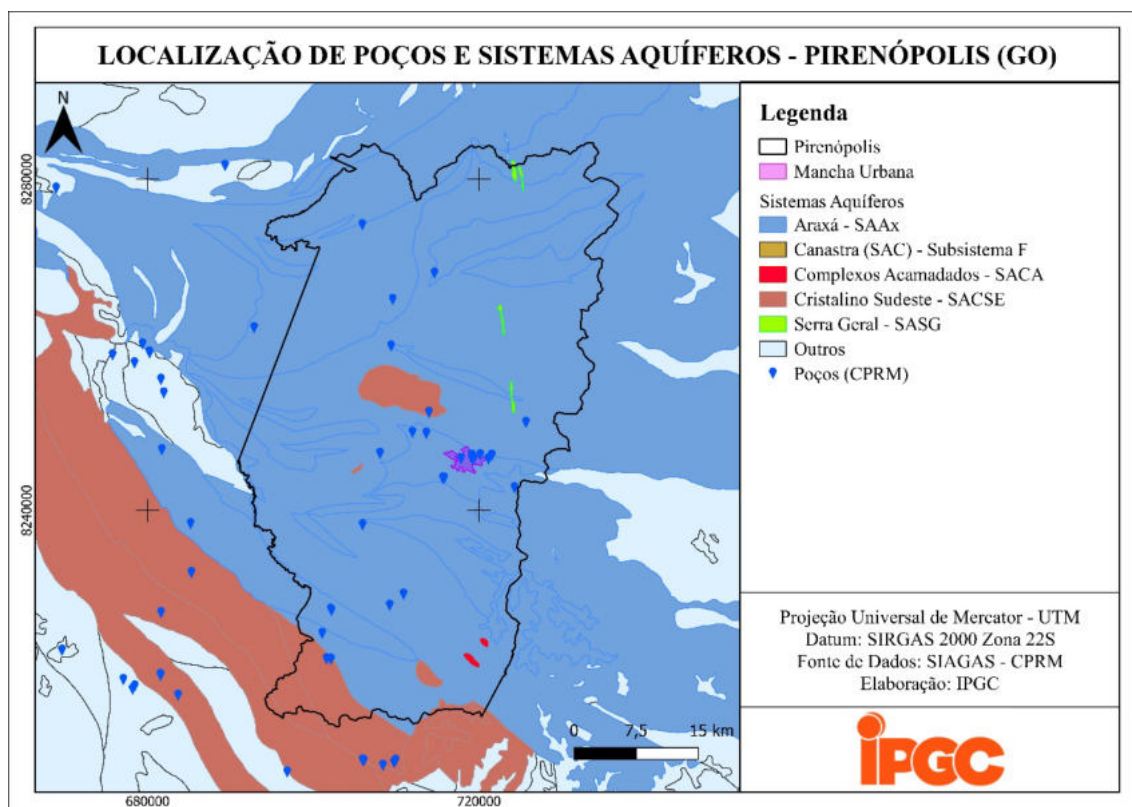 LOCALIZAÇÃO DE POÇOS E SISTEMAS AQUÍFEROS - PIRENÓPOLIS (GO)
N
8280000
8240000
680000
720000
0 7,5 15 km
Legenda
Pirenópolis
Mancha Urbana
Sistemas Aquíferos
Araxá - SAAx
Canastra (SAC) - Subsistema F
Complexos Acamadados - SACA
Cristalino Sudeste - SACSE
Serra Geral - SASG
Outros
Poços (CPRM)
Projeção Universal de Mercator - UTM
Datum: SIRGAS 2000 Zona 22S
Fonte de Dados: SIAGAS - CPRM
Elaboração: IPGC
iPGC